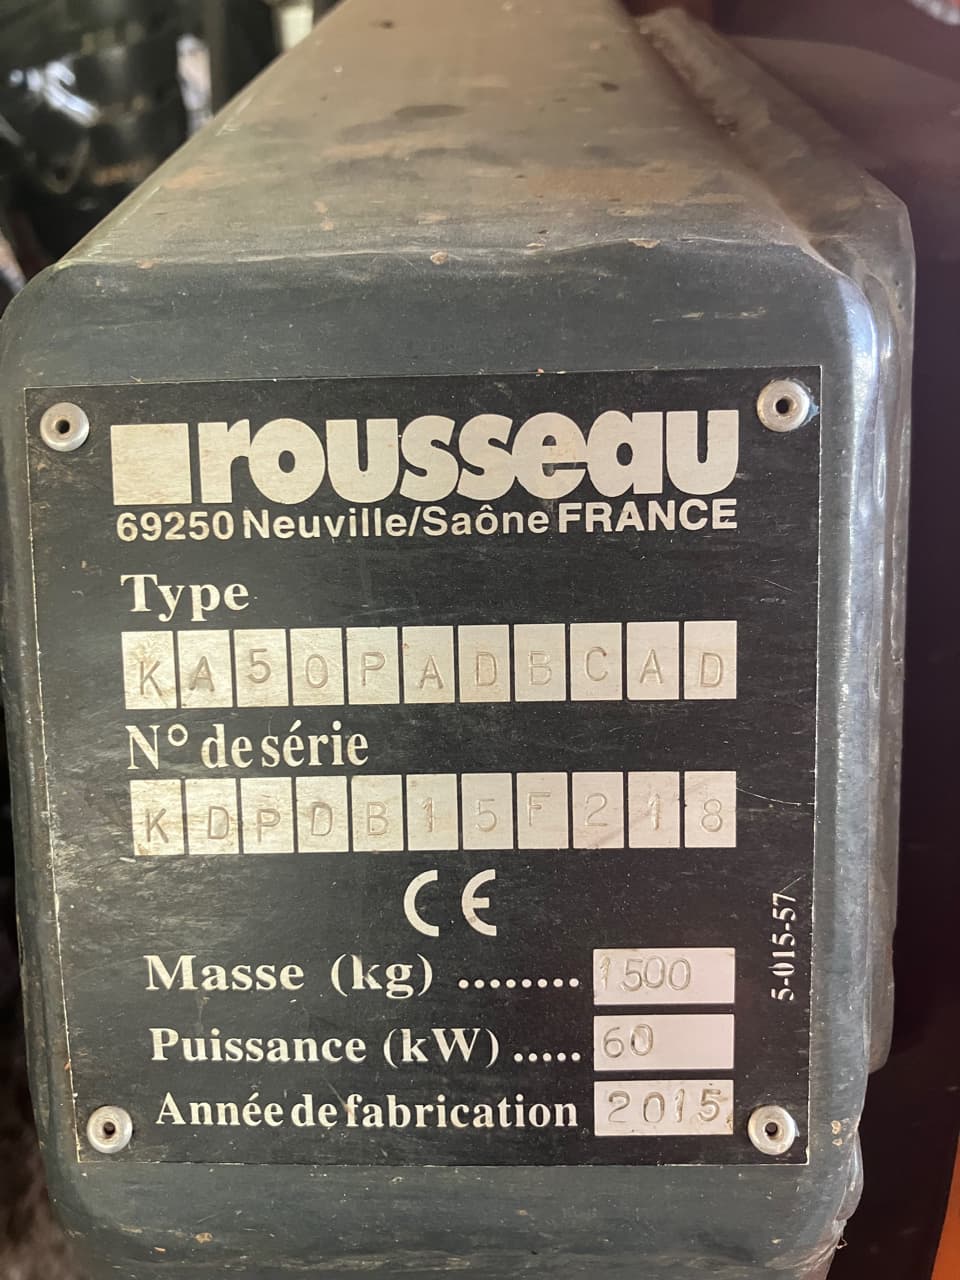 rousseau
69250 Neuville/Saône FRANCE
Type
KA50PADBCAD
N° de série
KDPDB15F218
CE
Masse (kg) ........ 1500
Puissance (kW) ..... 60
Année de fabrication 2015
5-015-57